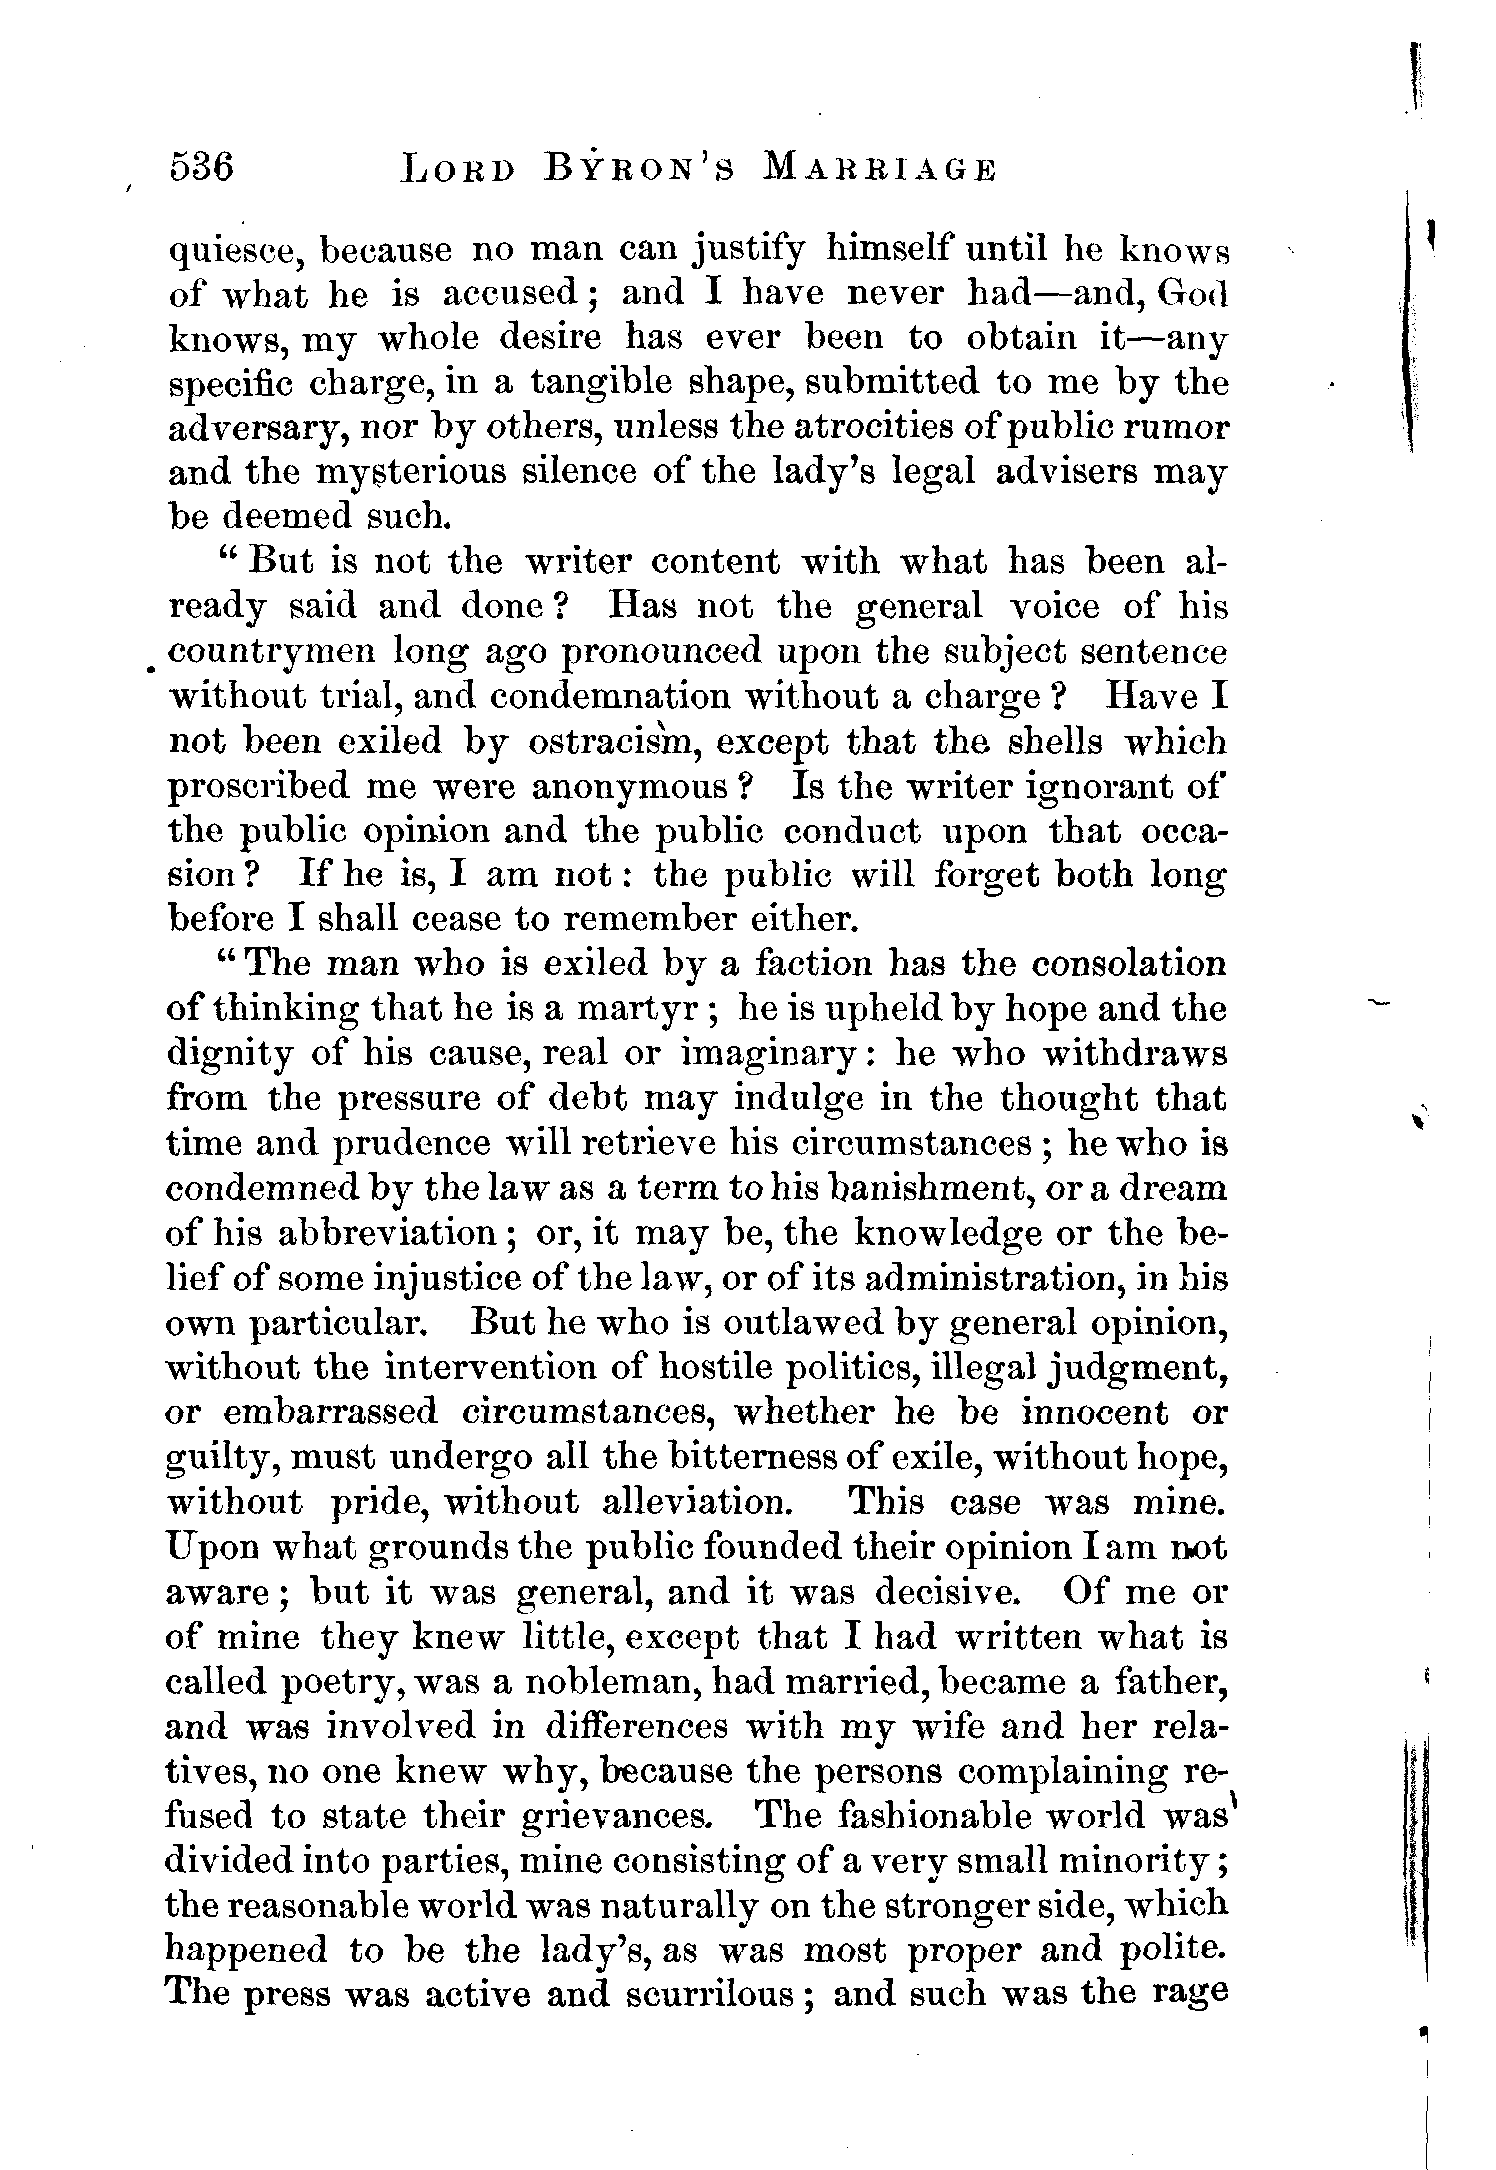 536 LORD BYRON'S MARRIAGE
quiesce, because no man can justify himself until he knows
of what he is accused; and I have never had—and, God
knows, my whole desire has ever been to obtain it—any
specific charge, in a tangible shape, submitted to me by the
adversary, nor by others, unless the atrocities of public rumor
and the mysterious silence of the lady's legal advisers may
be deemed such.
"But is not the writer content with what has been al-
ready said and done? Has not the general voice of his
countrymen long ago pronounced upon the subject sentence
without trial, and condemnation without a charge? Have I
not been exiled by ostracism, except that the shells which
proscribed me were anonymous? Is the writer ignorant of
the public opinion and the public conduct upon that occa-
sion? If he is, I am not: the public will forget both long
before I shall cease to remember either.
"The man who is exiled by a faction has the consolation
of thinking that he is a martyr; he is upheld by hope and the
dignity of his cause, real or imaginary: he who withdraws
from the pressure of debt may indulge in the thought that
time and prudence will retrieve his circumstances; he who is
condemned by the law as a term to his banishment, or a dream
of his abbreviation; or, it may be, the knowledge or the be-
lief of some injustice of the law, or of its administration, in his
own particular. But he who is outlawed by general opinion,
without the intervention of hostile politics, illegal judgment,
or embarrassed circumstances, whether he be innocent or
guilty, must undergo all the bitterness of exile, without hope,
without pride, without alleviation. This case was mine.
Upon what grounds the public founded their opinion I am not
aware; but it was general, and it was decisive. Of me or
of mine they knew little, except that I had written what is
called poetry, was a nobleman, had married, became a father,
and was involved in differences with my wife and her rela-
tives, no one knew why, because the persons complaining re-
fused to state their grievances. The fashionable world was
divided into parties, mine consisting of a very small minority;
the reasonable world was naturally on the stronger side, which
happened to be the lady's, as was most proper and polite.
The press was active and scurrilous; and such was the rage